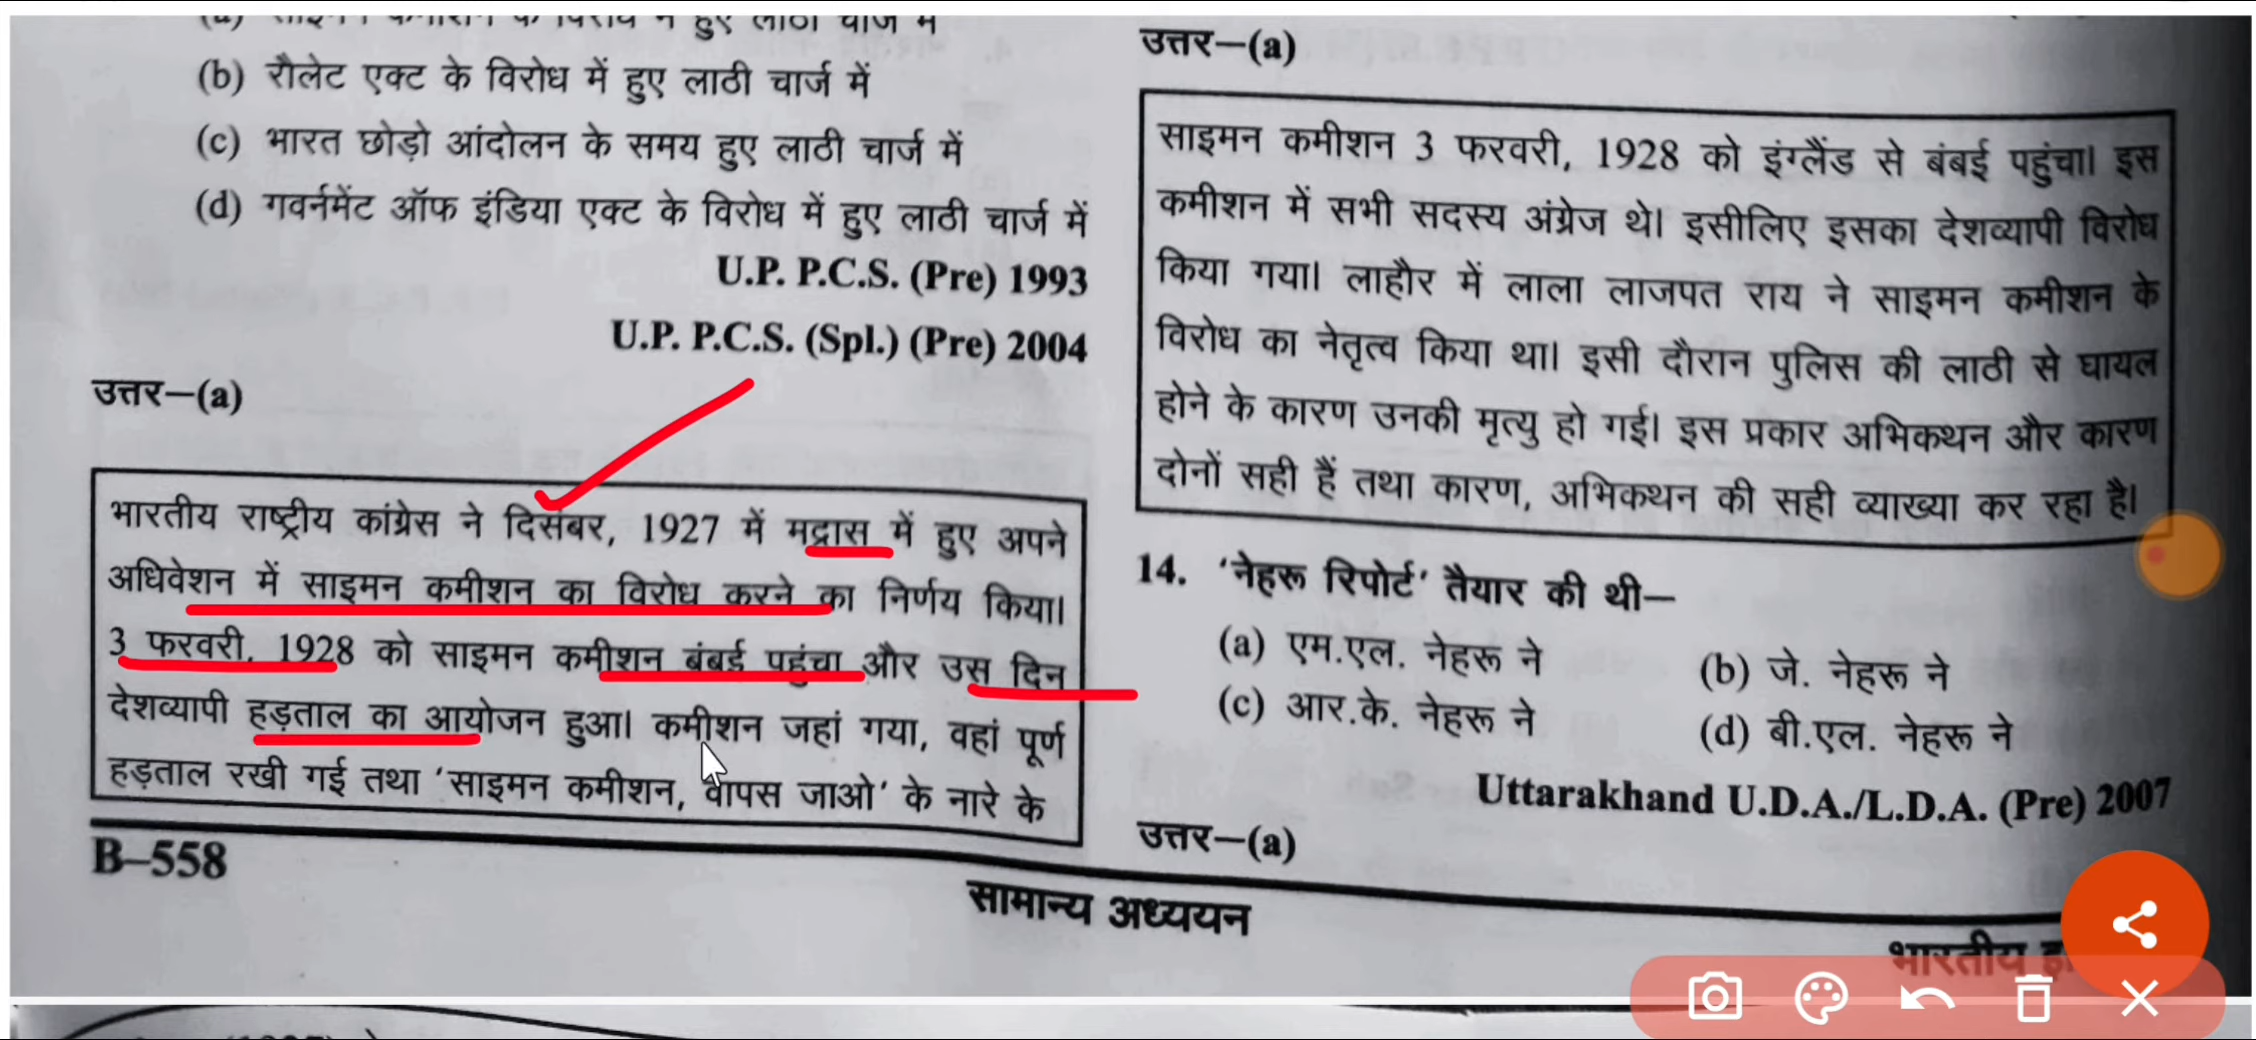 (a) साइमन कमीशन के विरोध में हुए लाठी चार्ज में
(b) रौलेट एक्ट के विरोध में हुए लाठी चार्ज में
(c) भारत छोड़ो आंदोलन के समय हुए लाठी चार्ज में
(d) गवर्नमेंट ऑफ इंडिया एक्ट के विरोध में हुए लाठी चार्ज में
U.P. P.C.S. (Pre) 1993
U.P. P.C.S. (Spl.) (Pre) 2004
उत्तर—(a)
भारतीय राष्ट्रीय कांग्रेस ने दिसंबर, 1927 में मद्रास में हुए अपने
अधिवेशन में साइमन कमीशन का विरोध करने का निर्णय किया।
3 फरवरी, 1928 को साइमन कमीशन बंबई पहुंचा और उस दिन
देशव्यापी हड़ताल का आयोजन हुआ। कमीशन जहां गया, वहां पूर्ण
हड़ताल रखी गई तथा ‘साइमन कमीशन, वापस जाओ’ के नारे के
B–558
उत्तर—(a)
साइमन कमीशन 3 फरवरी, 1928 को इंग्लैंड से बंबई पहुंचा। इस
कमीशन में सभी सदस्य अंग्रेज थे। इसीलिए इसका देशव्यापी विरोध
किया गया। लाहौर में लाला लाजपत राय ने साइमन कमीशन के
विरोध का नेतृत्व किया था। इसी दौरान पुलिस की लाठी से घायल
होने के कारण उनकी मृत्यु हो गई। इस प्रकार अभिकथन और कारण
दोनों सही हैं तथा कारण, अभिकथन की सही व्याख्या कर रहा है।
14. ‘नेहरू रिपोर्ट’ तैयार की थी—
(a) एम.एल. नेहरू ने
(b) जे. नेहरू ने
(c) आर.के. नेहरू ने
(d) बी.एल. नेहरू ने
Uttarakhand U.D.A./L.D.A. (Pre) 2007
उत्तर—(a)
सामान्य अध्ययन
भारतीय